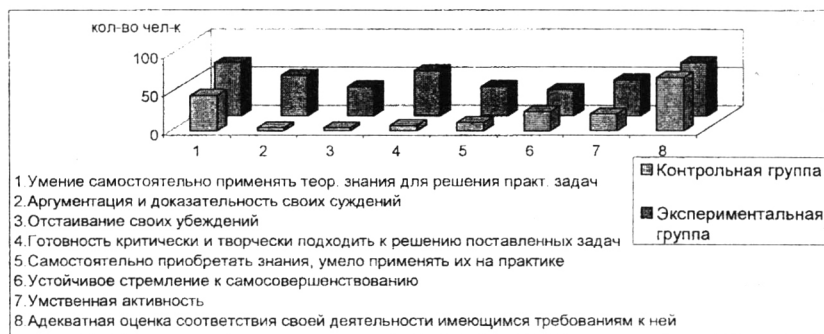 кол-во чел-к
100
50
0
1 2 3 4 5 6 7 8
1.Умение самостоятельно применять теор. знания для решения практ. задач
2.Аргументация и доказательность своих суждений
3.Отстаивание своих убеждений
4.Готовность критически и творчески подходить к решению поставленных задач
5.Самостоятельно приобретать знания, умело применять их на практике
6.Устойчивое стремление к самосовершенствованию
7.Умственная активность
8.Адекватная оценка соответствия своей деятельности имеющимся требованиям к ней
Контрольная группа
Экспериментальная
группа